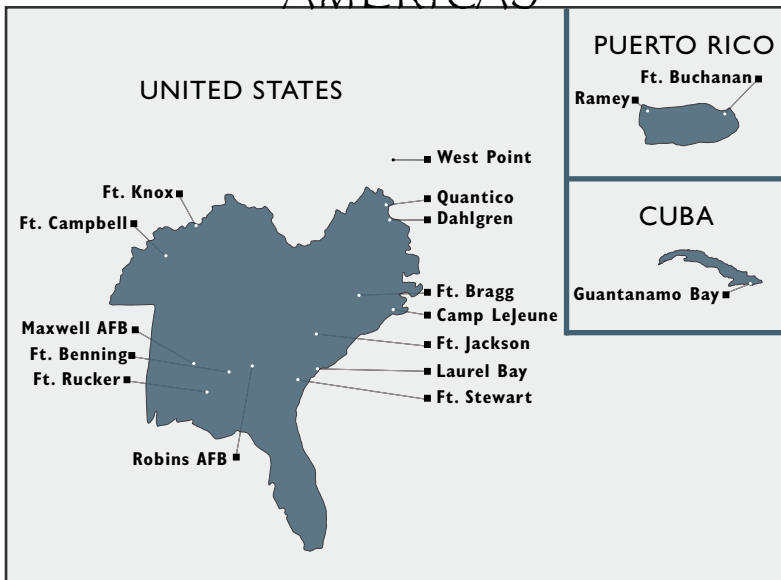 AMERICAS
UNITED STATES
West Point
Ft. Knox
Quantico
Ft. Campbell
Dahlgren
Ft. Bragg
Camp LeJeune
Maxwell AFB
Ft. Jackson
Ft. Benning
Laurel Bay
Ft. Rucker
Ft. Stewart
Robins AFB
PUERTO RICO
Ft. Buchanan
Ramey
CUBA
Guantanamo Bay